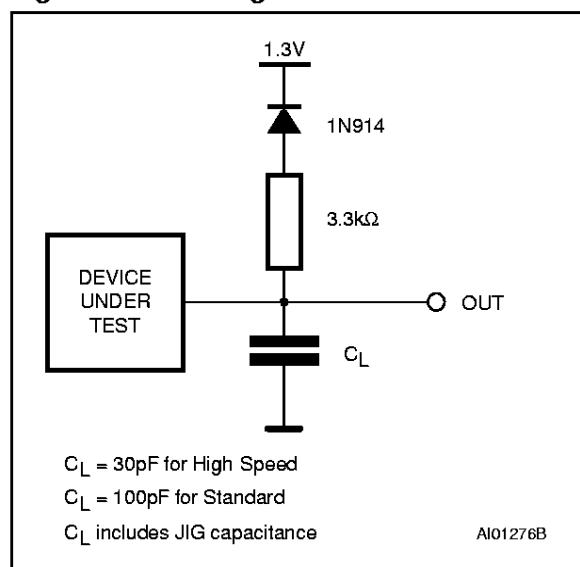 1.3V
1N914
3.3kΩ
DEVICE
UNDER
TEST
OUT
CL
CL = 30pF for High Speed
CL = 100pF for Standard
CL includes JIG capacitance
AI01276B